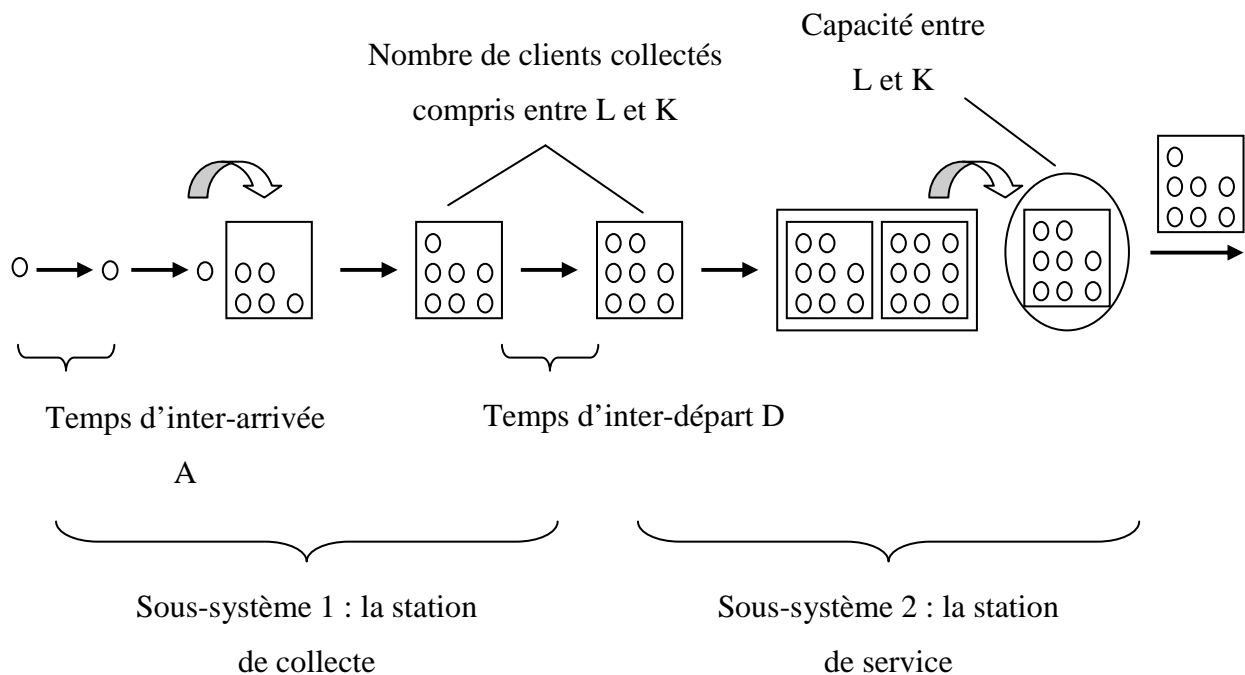 Nombre de clients collectés
compris entre L et K
Capacité entre
L et K
Temps d’inter-arrivée
A
Temps d’inter-départ D
Sous-système 1 : la station
de collecte
Sous-système 2 : la station
de service